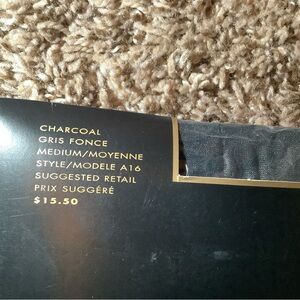 CHARCOAL
GRIS FONCE
MEDIUM/MOYENNE
STYLE/MODELE A16
SUGGESTED RETAIL
PRIX SUGGÉRÉ
$15.50